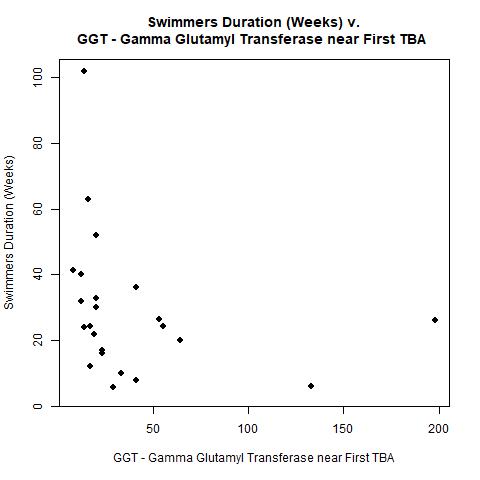 Swimmers Duration (Weeks) v.
GGT - Gamma Glutamyl Transferase near First TBA
Swimmers Duration (Weeks)
100
80
60
40
20
0
50
100
150
200
GGT - Gamma Glutamyl Transferase near First TBA